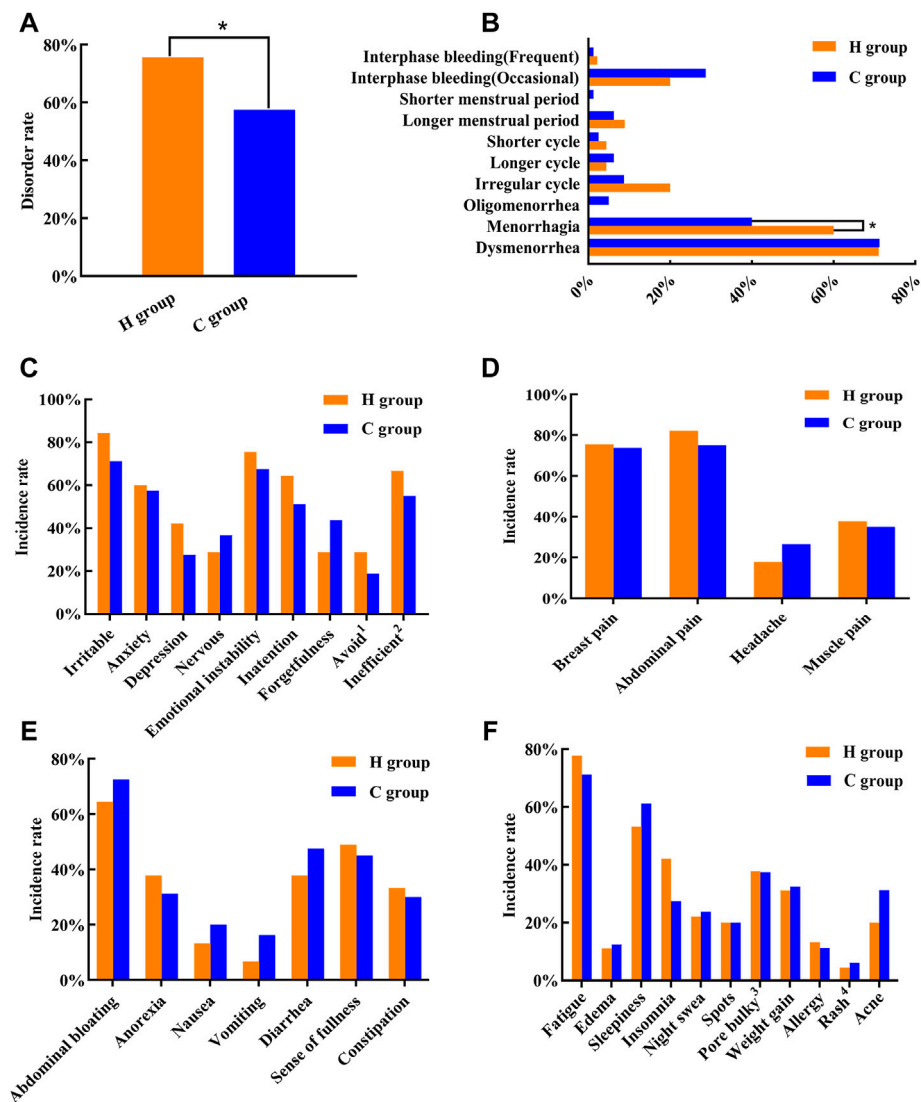 A
*
80%
60%
40%
20%
0%
Disorder rate
H group
C group
B
H group
C group
Interphase bleeding(Frequent)
Interphase bleeding(Occasional)
Shorter menstrual period
Longer menstrual period
Shorter cycle
Longer cycle
Irregular cycle
Oligomenorrhea
Menorrhagia
*
Dysmenorrhea
0%
20%
40%
60%
80%
C
H group
C group
100%
80%
60%
40%
20%
0%
Incidence rate
Irritable
Anxiety
Depression
Nervous
Emotional instability
Inatention
Forgetfulness
Avoid1
Inefficient2
D
H group
C group
100%
80%
60%
40%
20%
0%
Incidence rate
Breast pain
Abdominal pain
Headache
Muscle pain
E
H group
C group
80%
60%
40%
20%
0%
Incidence rate
Abdominal bloating
Anorexia
Nausea
Vomiting
Diarrhea
Sense of fullness
Constipation
F
H group
C group
80%
60%
40%
20%
0%
Incidence rate
Fatigue
Edema
Sleepiness
Insomnia
Night swea
Spots
Pore bulky3
Weight gain
Allergy
Rash4
Acne